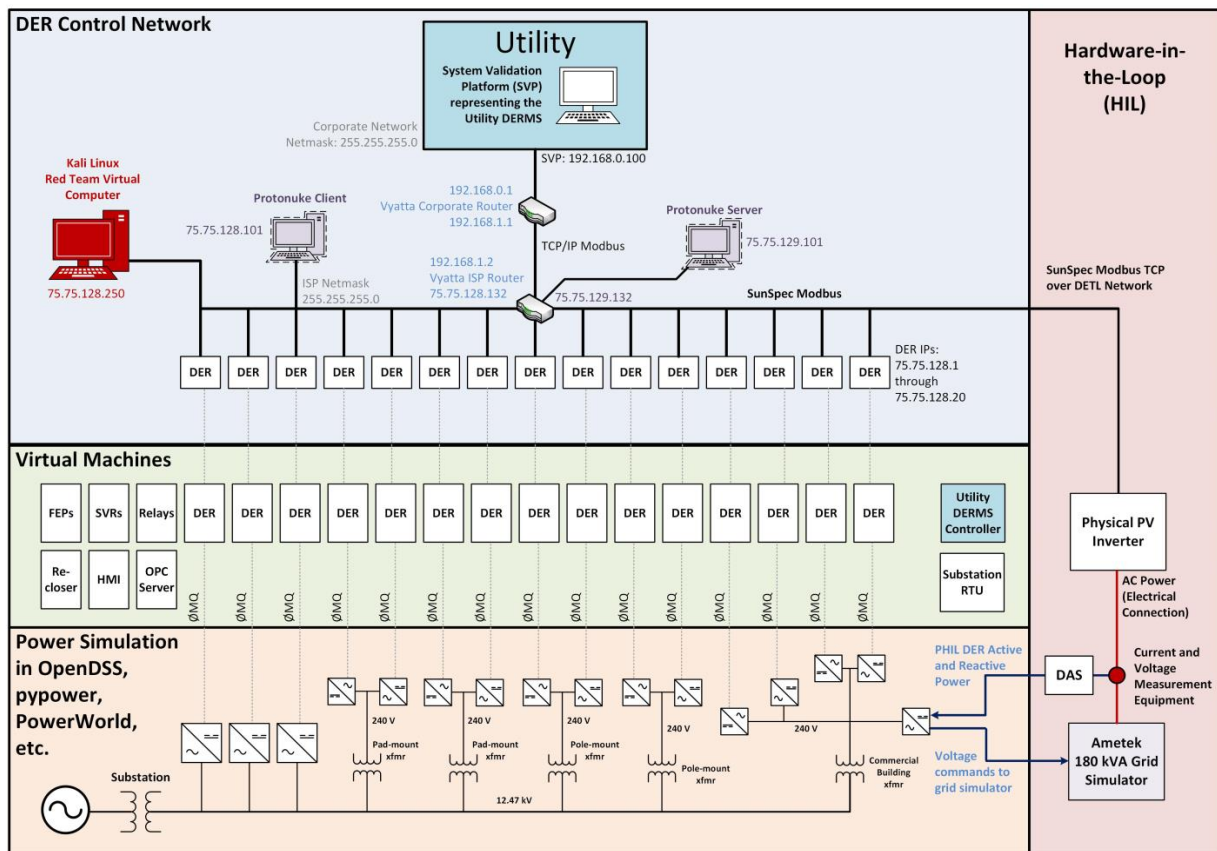 DER Control Network
Utility
System Validation
Platform (SVP)
representing the
Utility DERMS
Corporate Network
Netmask: 255.255.255.0
SVP: 192.168.0.100
Kali Linux
Red Team Virtual
Computer
75.75.128.250
Protonuke Client
75.75.128.101
ISP Netmask
255.255.255.0
192.168.0.1
Vyatta Corporate Router
192.168.1.1
TCP/IP Modbus
192.168.1.2
Vyatta ISP Router
75.75.128.132
75.75.129.132
Protonuke Server
75.75.129.101
SunSpec Modbus
DER DER DER DER DER DER DER DER DER DER DER DER DER DER DER
DER IPs:
75.75.128.1
through
75.75.128.20
Hardware-in-
the-Loop
(HIL)
SunSpec Modbus TCP
over DETL Network
Virtual Machines
FEPs SVRs Relays
DER DER DER DER DER DER DER DER DER DER DER DER DER DER DER
Utility
DERMS
Controller
Re-
closer
HMI
OPC
Server
Substation
RTU
ØMQ ØMQ ØMQ ØMQ ØMQ ØMQ ØMQ ØMQ ØMQ ØMQ ØMQ ØMQ ØMQ ØMQ ØMQ
Physical PV
Inverter
AC Power
(Electrical
Connection)
Power Simulation
in OpenDSS,
pypower,
PowerWorld,
etc.
Substation
240 V
Pad-mount
xfmr
240 V
Pad-mount
xfmr
240 V
Pole-mount
xfmr
240 V
Pole-mount
xfmr
240 V
240 V
Commercial
Building
xfmr
12.47 kV
PHIL DER Active
and Reactive
Power
Voltage
commands to
grid simulator
DAS
Current and
Voltage
Measurement
Equipment
Ametek
180 kVA Grid
Simulator